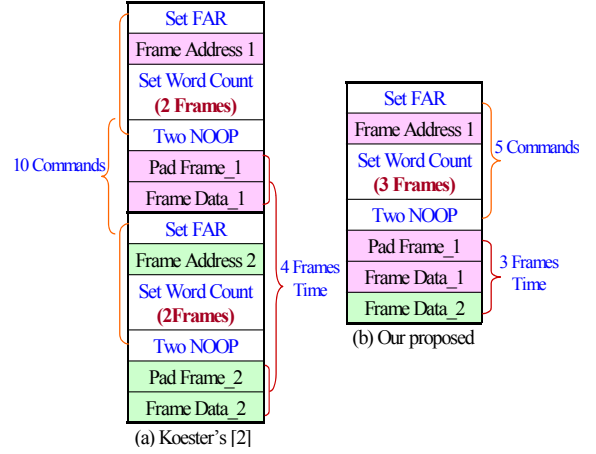 Set FAR
Frame Address 1
Set Word Count
(2 Frames)
Two NOOP
Pad Frame_1
Frame Data_1
Set FAR
Frame Address 2
Set Word Count
(2Frames)
Two NOOP
Pad Frame_2
Frame Data_2
10 Commands
4 Frames
Time
(a) Koester's [2]
Set FAR
Frame Address 1
Set Word Count
(3 Frames)
Two NOOP
Pad Frame_1
Frame Data_1
Frame Data_2
5 Commands
3 Frames
Time
(b) Our proposed